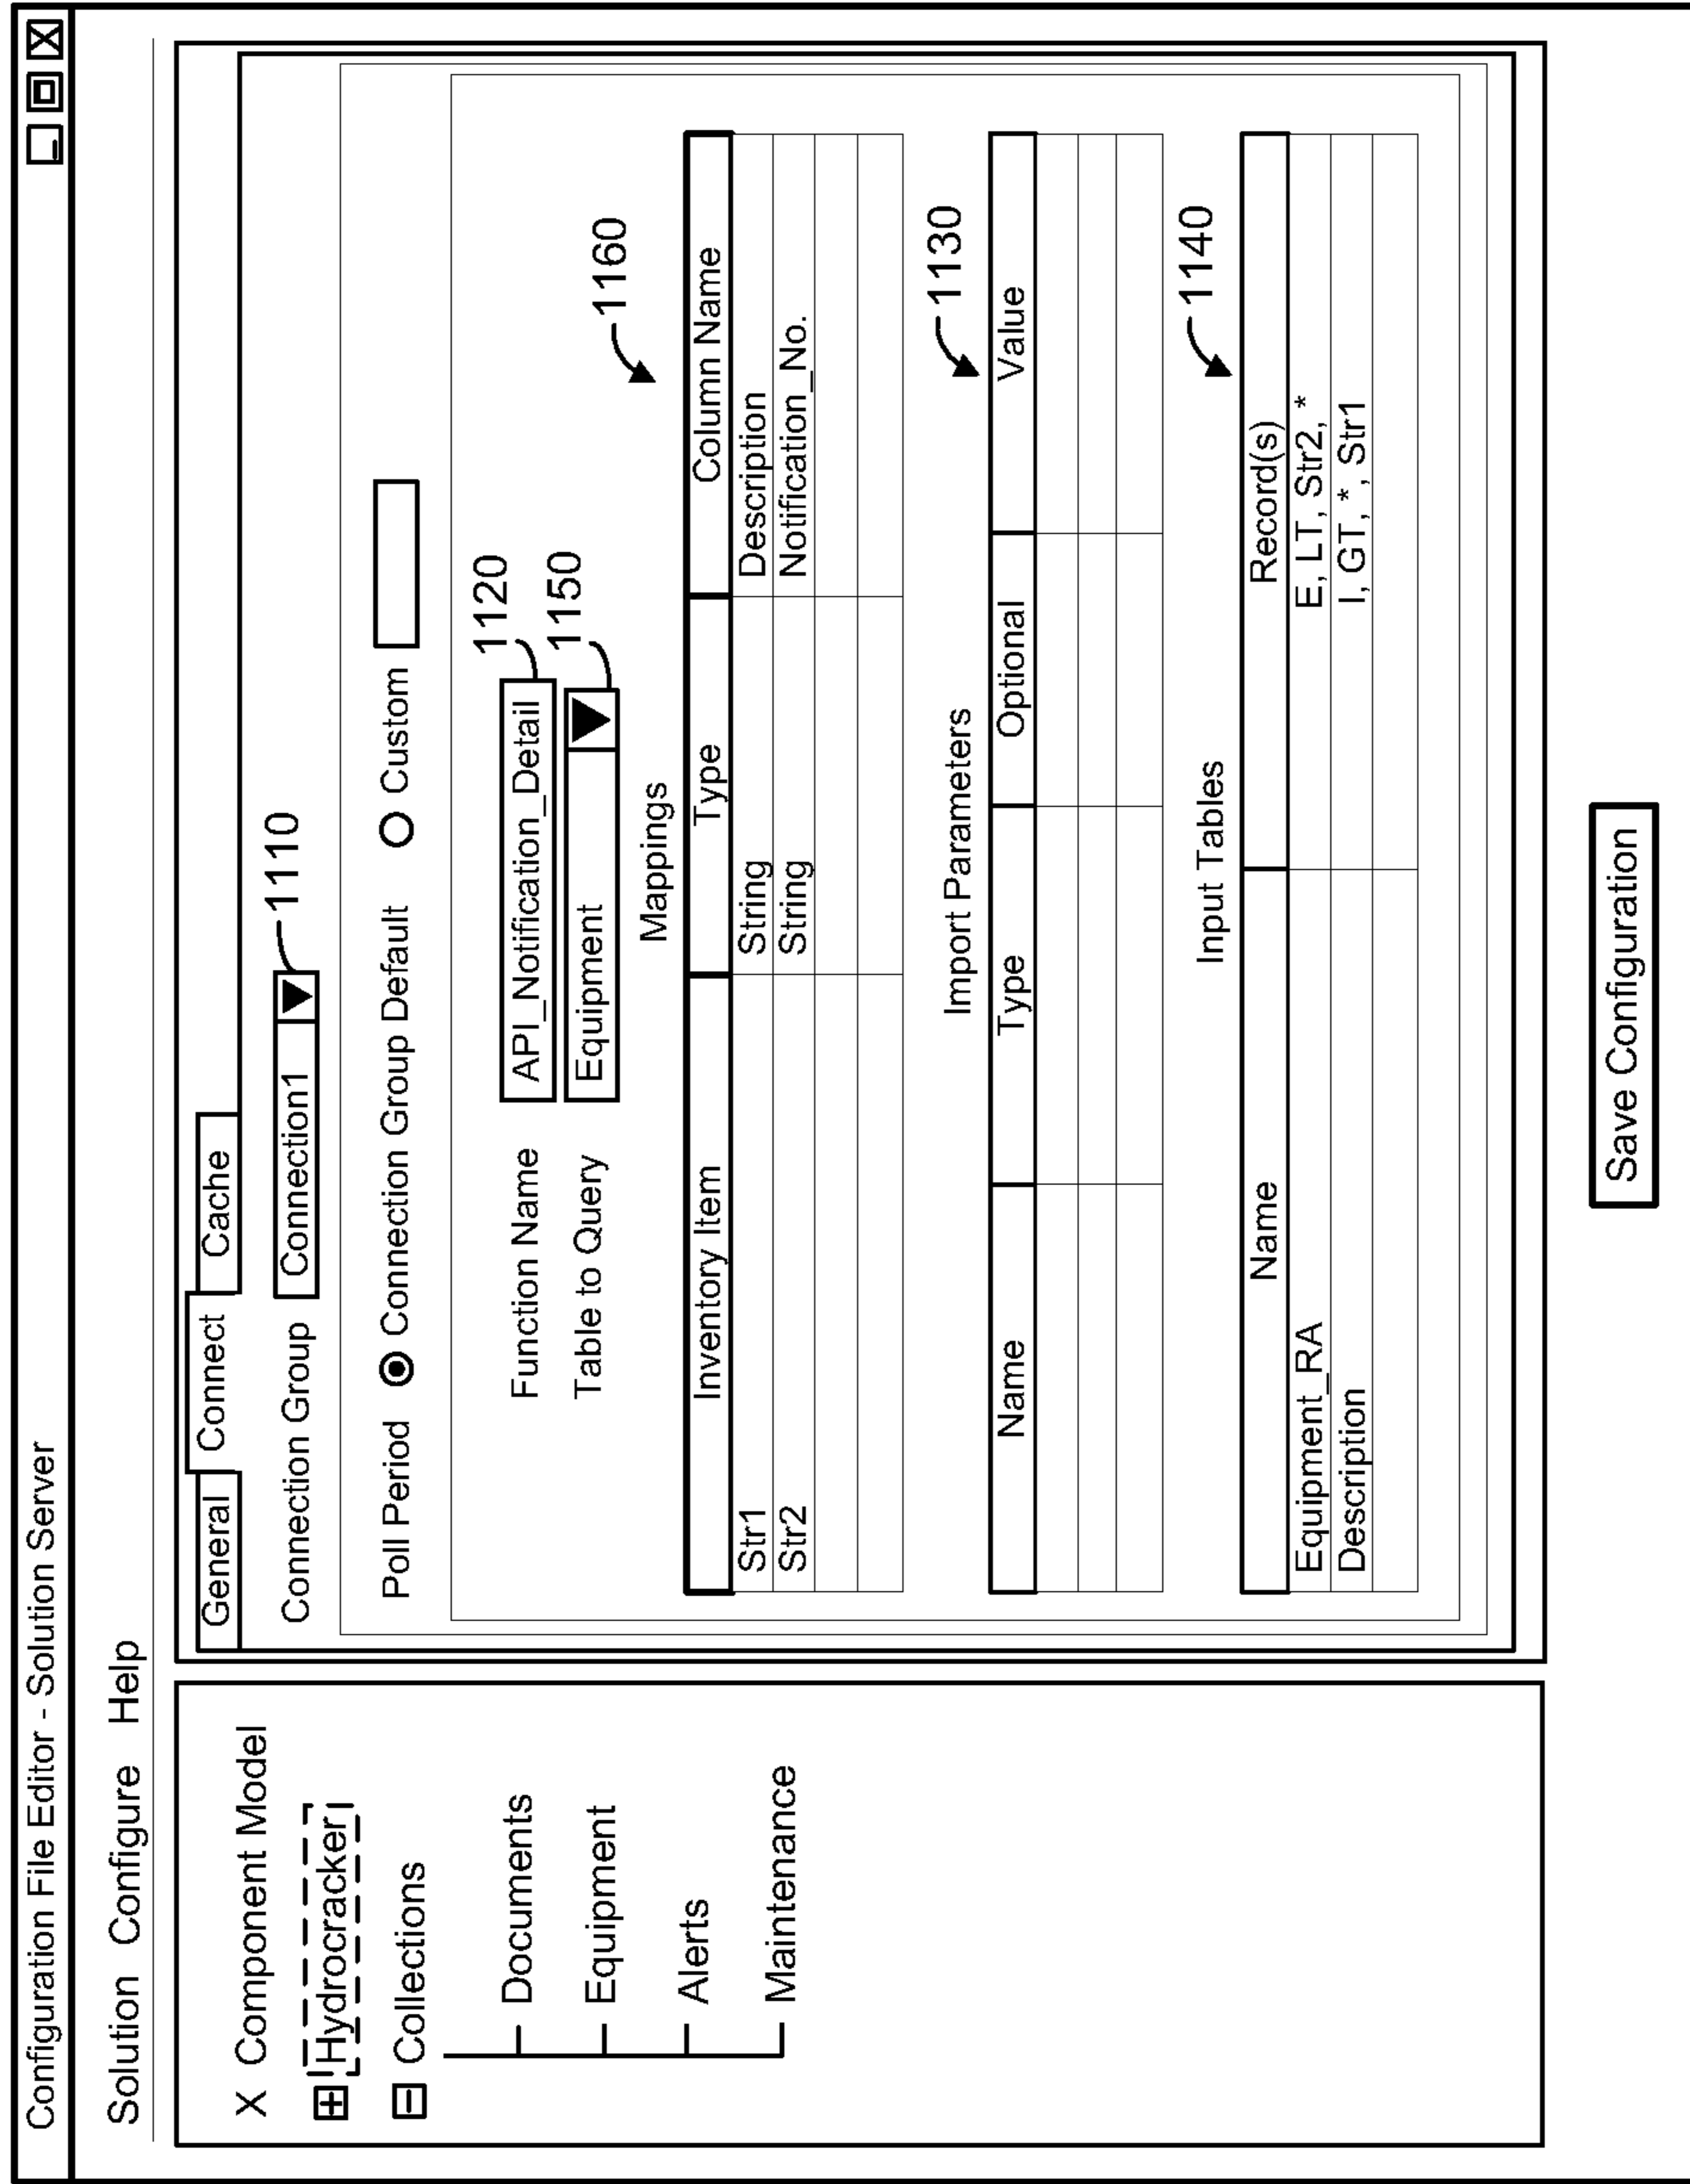 Configuration File Editor - Solution Server
Solution Configure Help
X Component Model
Hydrocracker
Collections
Documents
Equipment
Alerts
Maintenance
General Connect Cache
Connection Group Connection1 1110
Poll Period Connection Group Default Custom
Function Name API_Notification_Detail 1120
Table to Query Equipment 1150
Mappings 1160
Inventory Item Type Column Name
Str1 String Description
Str2 String Notification_No.
Import Parameters 1130
Name Type Optional Value
Input Tables 1140
Name Record(s)
Equipment_RA E, LT, Str2, *
Description I, GT, *, Str1
Save Configuration